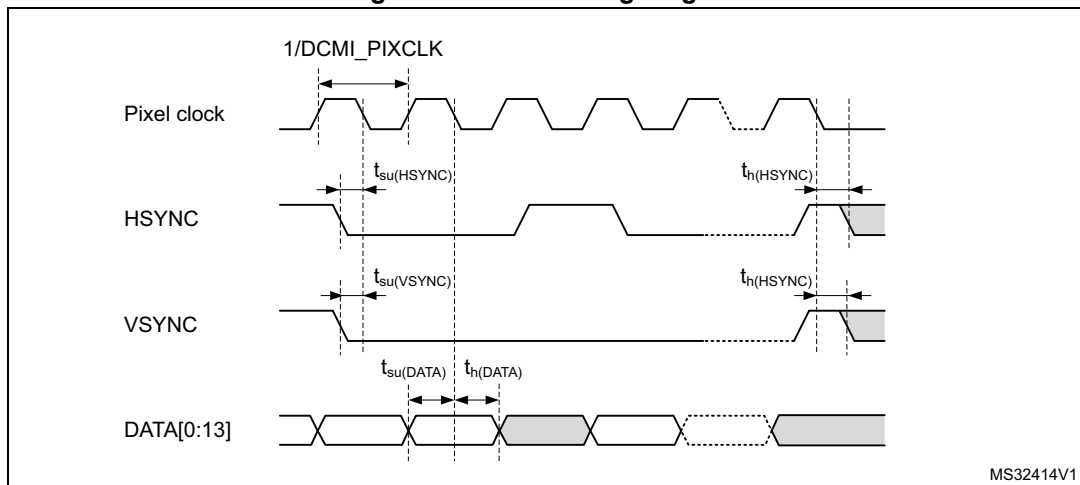 1/DCMI_PIXCLK
Pixel clock
tsu(HSYNC)
th(HSYNC)
HSYNC
tsu(VSYNC)
th(HSYNC)
VSYNC
tsu(DATA) th(DATA)
DATA[0:13]
MS32414V1